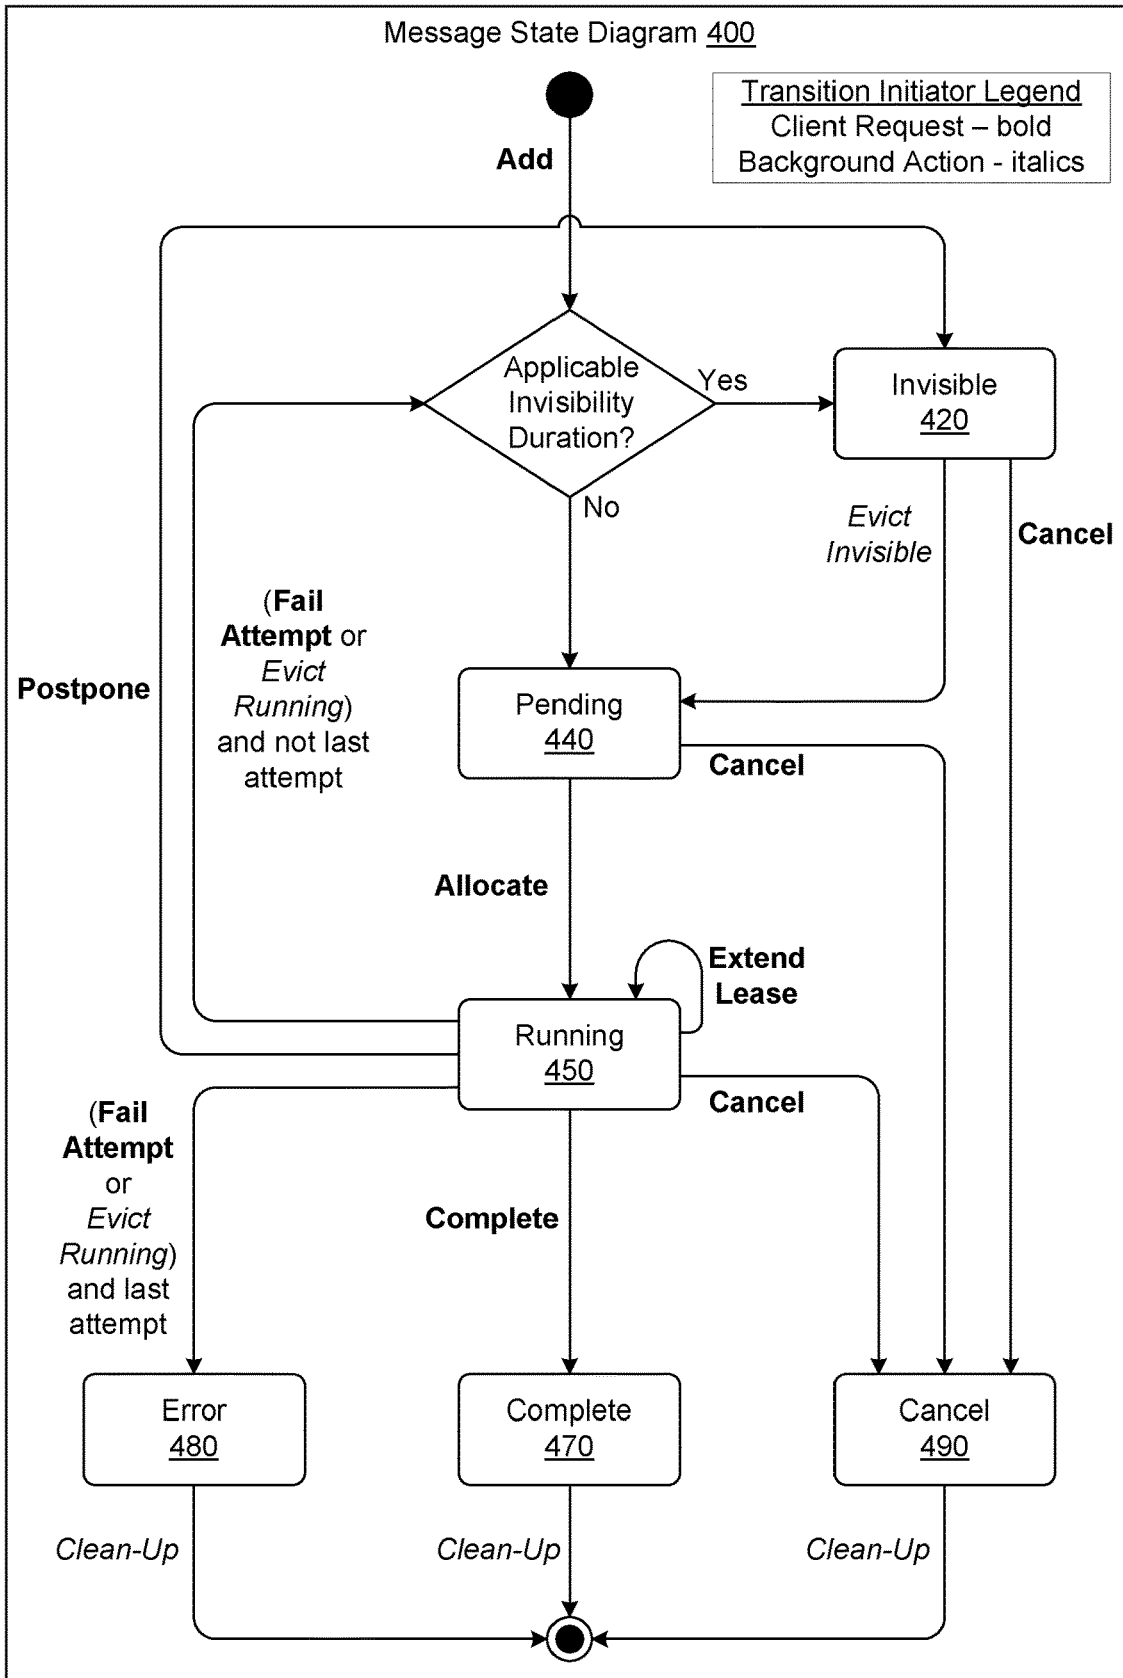 Message State Diagram 400
Transition Initiator Legend
Client Request – bold
Background Action - italics
Add
Applicable
Invisibility
Duration?
Yes
No
Invisible
420
Evict
Invisible
Cancel
(Fail
Attempt or
Evict
Running)
and not last
attempt
Postpone
Pending
440
Cancel
Allocate
Extend
Lease
Running
450
Cancel
(Fail
Attempt
or
Evict
Running)
and last
attempt
Complete
Error
480
Complete
470
Cancel
490
Clean-Up
Clean-Up
Clean-Up